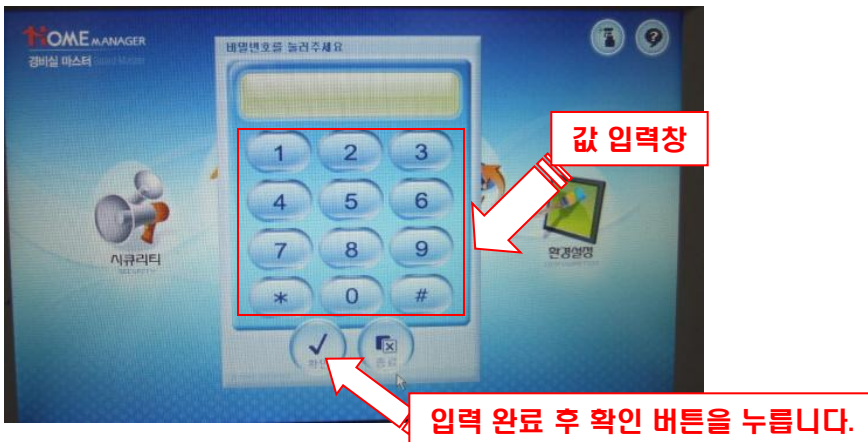 HOME MANAGER
경비실 마스터 Guard Master
비밀번호를 눌러주세요
값 입력창
1 2 3
4 5 6
7 8 9
* 0 #
시큐리티
SECURITY
환경설정
확인
종료
입력 완료 후 확인 버튼을 누릅니다.